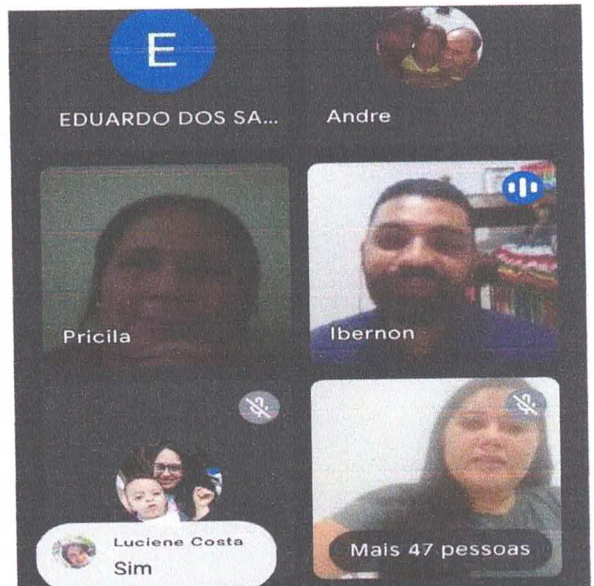 E
EDUARDO DOS SA...
Andre
Pricila
Ibernon
Luciene Costa
Sim
Mais 47 pessoas